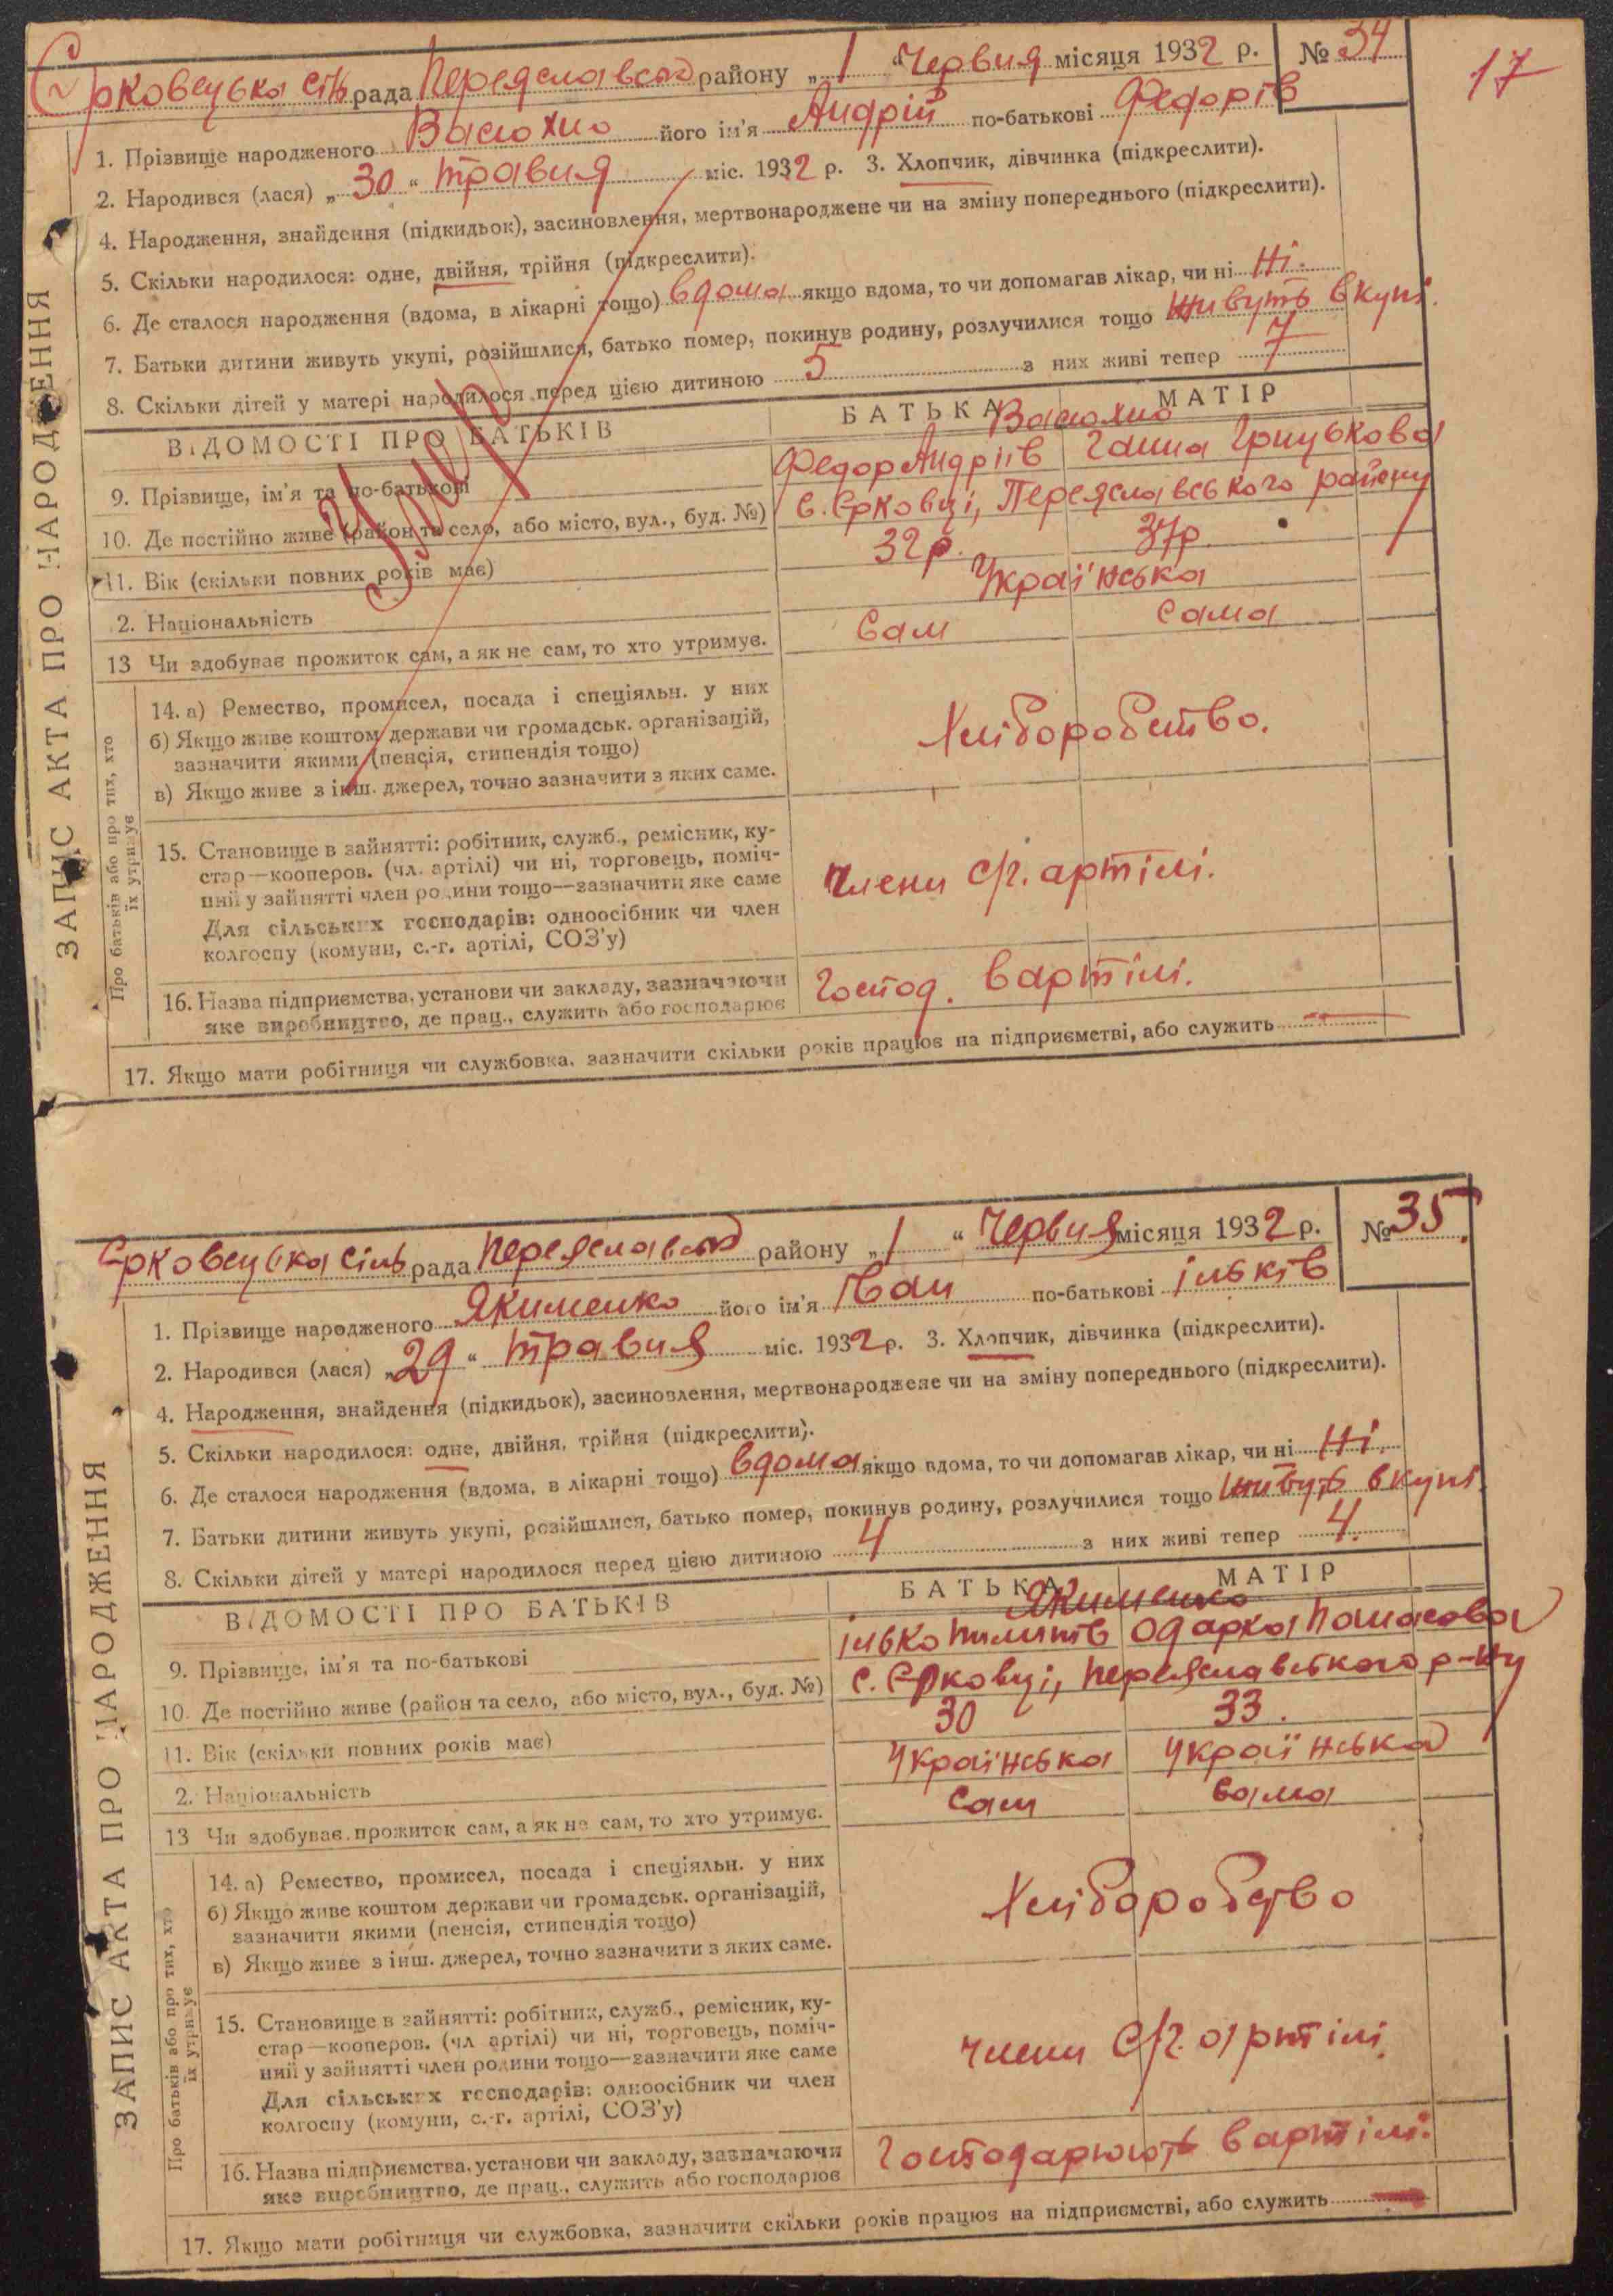 17
Єрковецька сіль рада Переяславськ району „1“ Червня місяця 1932 р. № 34
1. Прізвище народженого Васюхно його ім'я Андрій по-батькові Федорів
2. Народився (лася) „30“ травня міс. 1932 р. 3. Хлопчик, дівчинка (підкреслити).
4. Народження, знайдення (підкидьок), засиновлення, мертвонароджене чи на зміну попереднього (підкреслити).
5. Скільки народилося: одне, двійня, трійня (підкреслити).
6. Де сталося народження (вдома, в лікарні тощо) вдома якщо вдома, то чи допомагав лікар, чи ні Ні.
7. Батьки дитини живуть укупі, розійшлися, батько помер, покинув родину, розлучилися тощо живуть вкупі.
8. Скільки дітей у матері народилося перед цією дитиною 5 з них живі тепер 7
ВІДОМОСТІ ПРО БАТЬКІВ БАТЬКА МАТІР
Васюхно
9. Прізвище, ім'я та по-батькові Федор Андріів Ганна Грицькова
10. Де постійно живе (район та село, або місто, вул., буд. №) с. Єрковці, Переяславського району
11. Вік (скільки повних років має) 32р. 37р
2. Національність Українська
13 Чи здобуває прожиток сам, а як не сам, то хто утримує. Сам Сама
14. а) Ремество, промисел, посада і спеціяльн. у них
б) Якщо живе коштом держави чи громадськ. організацій,
зазначити якими (пенсія, стипендія тощо)
Хліборобство.
в) Якщо живе з інш. джерел, точно зазначити з яких саме.
15. Становище в зайнятті: робітник, служб., ремісник, ку-
стар—кооперов. (чл. артілі) чи ні, торговець, поміч-
ний у зайнятті член родини тощо—зазначити яке саме
Члени с/г. артілі.
Для сільських господарів: одноосібник чи член
колгоспу (комуни, с.-г. артілі, СОЗ'у)
16. Назва підприємства, установи чи закладу, зазначаючи
яке виробництво, де прац., служить або господарює
Господ. в артілі.
17. Якщо мати робітниця чи службовка, зазначити скільки років працює на підприємстві, або служить —
Про батьків або про тих, хто
їх утримує
ЗАПИС АКТА ПРО НАРОДЖЕННЯ
Єрковецька сіль рада Переяславськ району „1“ Червня місяця 1932 р. № 35.
1. Прізвище народженого Якименко його ім'я Іван по-батькові ільків
2. Народився (лася) „29“ травня міс. 1932 р. 3. Хлопчик, дівчинка (підкреслити).
4. Народження, знайдення (підкидьок), засиновлення, мертвонароджене чи на зміну попереднього (підкреслити).
5. Скільки народилося: одне, двійня, трійня (підкреслити).
6. Де сталося народження (вдома, в лікарні тощо) вдома якщо вдома, то чи допомагав лікар, чи ні Ні.
7. Батьки дитини живуть укупі, розійшлися, батько помер, покинув родину, розлучилися тощо живуть вкупі.
8. Скільки дітей у матері народилося перед цією дитиною 4 з них живі тепер 4.
ВІДОМОСТІ ПРО БАТЬКІВ БАТЬКА МАТІР
Якименко
9. Прізвище, ім'я та по-батькові ілько Одарка Панасова
10. Де постійно живе (район та село, або місто, вул., буд. №) с. Єрковці, Переяславського р-ну
11. Вік (скільки повних років має) 30 33.
2. Національність Українська Українська
13 Чи здобуває прожиток сам, а як не сам, то хто утримує. Сам Сама
14. а) Ремество, промисел, посада і спеціяльн. у них
б) Якщо живе коштом держави чи громадськ. організацій,
зазначити якими (пенсія, стипендія тощо)
Хліборобство
в) Якщо живе з інш. джерел, точно зазначити з яких саме.
15. Становище в зайнятті: робітник, служб., ремісник, ку-
стар—кооперов. (чл артілі) чи ні, торговець, поміч-
ний у зайнятті член родини тощо—зазначити яке саме
члени с/г. артілі.
Для сільських господарів: одноосібник чи член
колгоспу (комуни, с.-г. артілі, СОЗ'у)
16. Назва підприємства, установи чи закладу, зазначаючи
яке виробництво, де прац., служить або господарює
Господарюють в артілі.
17. Якщо мати робітниця чи службовка, зазначити скільки років працює на підприємстві, або служить —
Про батьків або про тих, хто
їх утримує
ЗАПИС АКТА ПРО НАРОДЖЕННЯ